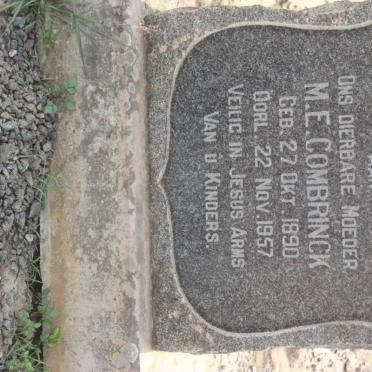 ONS DIERBARE MOEDER
M.E. COMBRINCK
GEB. 27 OKT. 1890
OORL. 22 NOV. 1957
VEILIG IN JESUS ARMS
VAN U KINDERS.